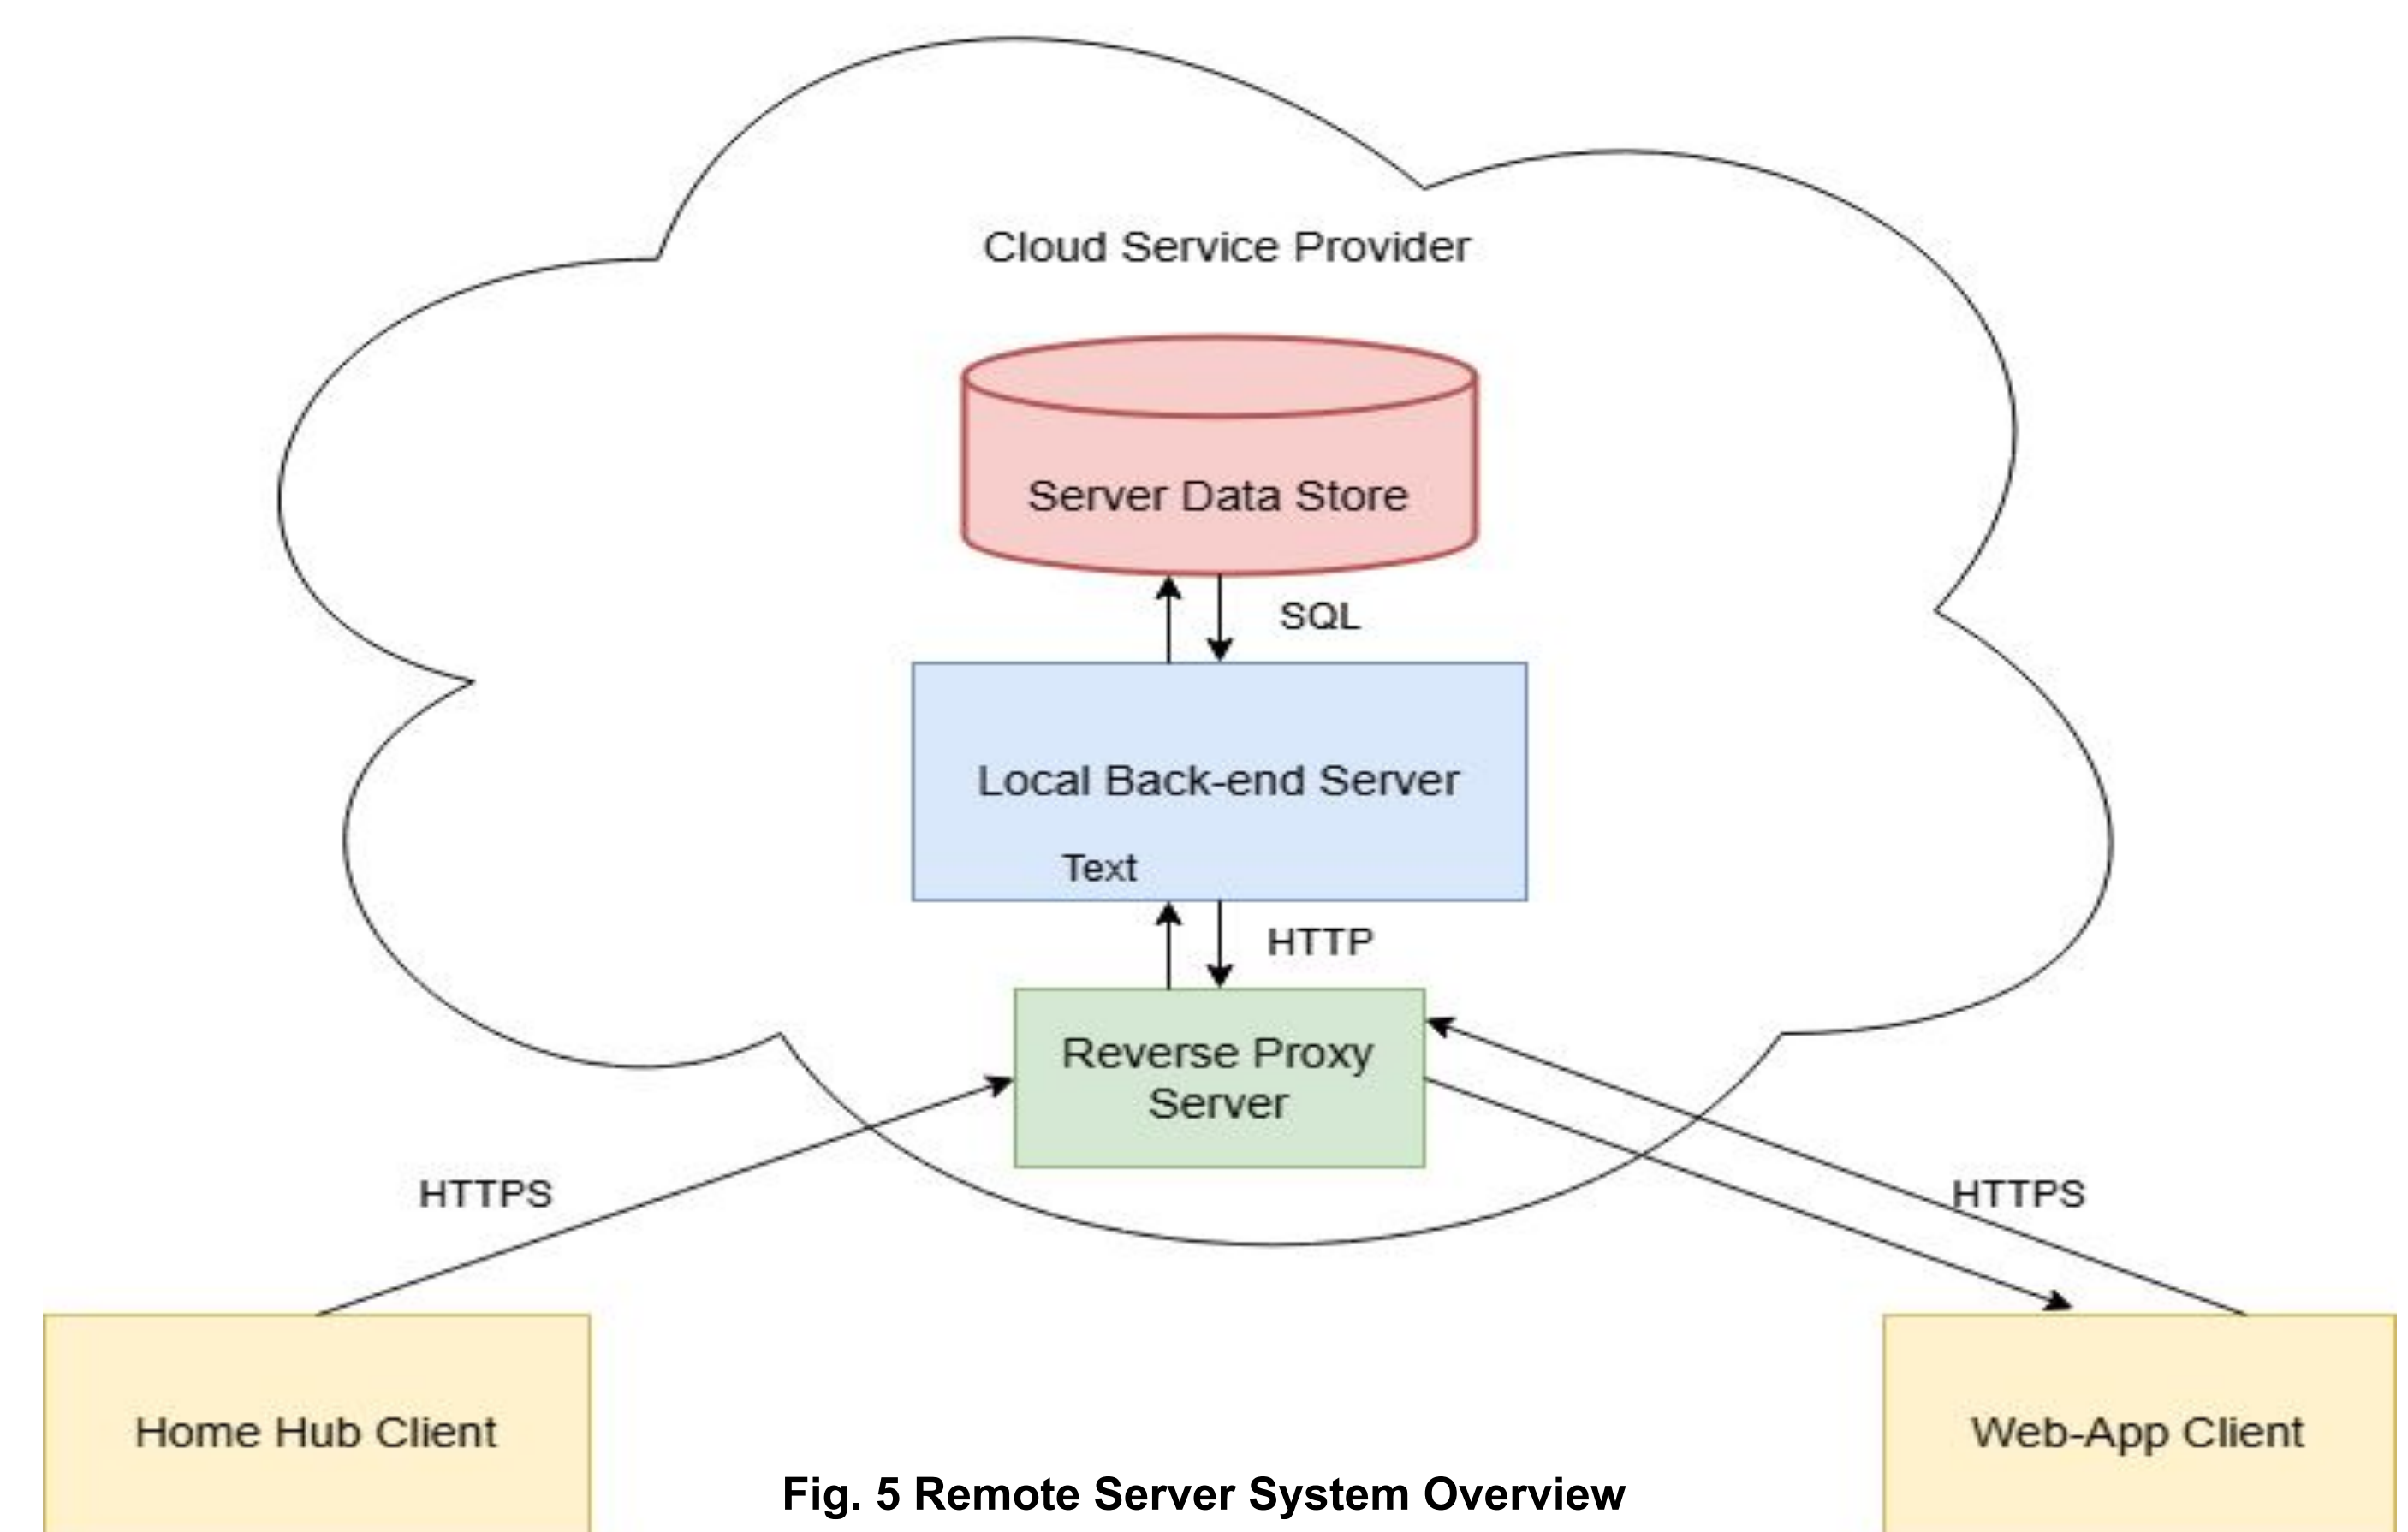 Cloud Service Provider
Server Data Store
SQL
Local Back-end Server
Text
HTTP
Reverse Proxy
Server
HTTPS
HTTPS
Home Hub Client
Web-App Client
Fig. 5 Remote Server System Overview